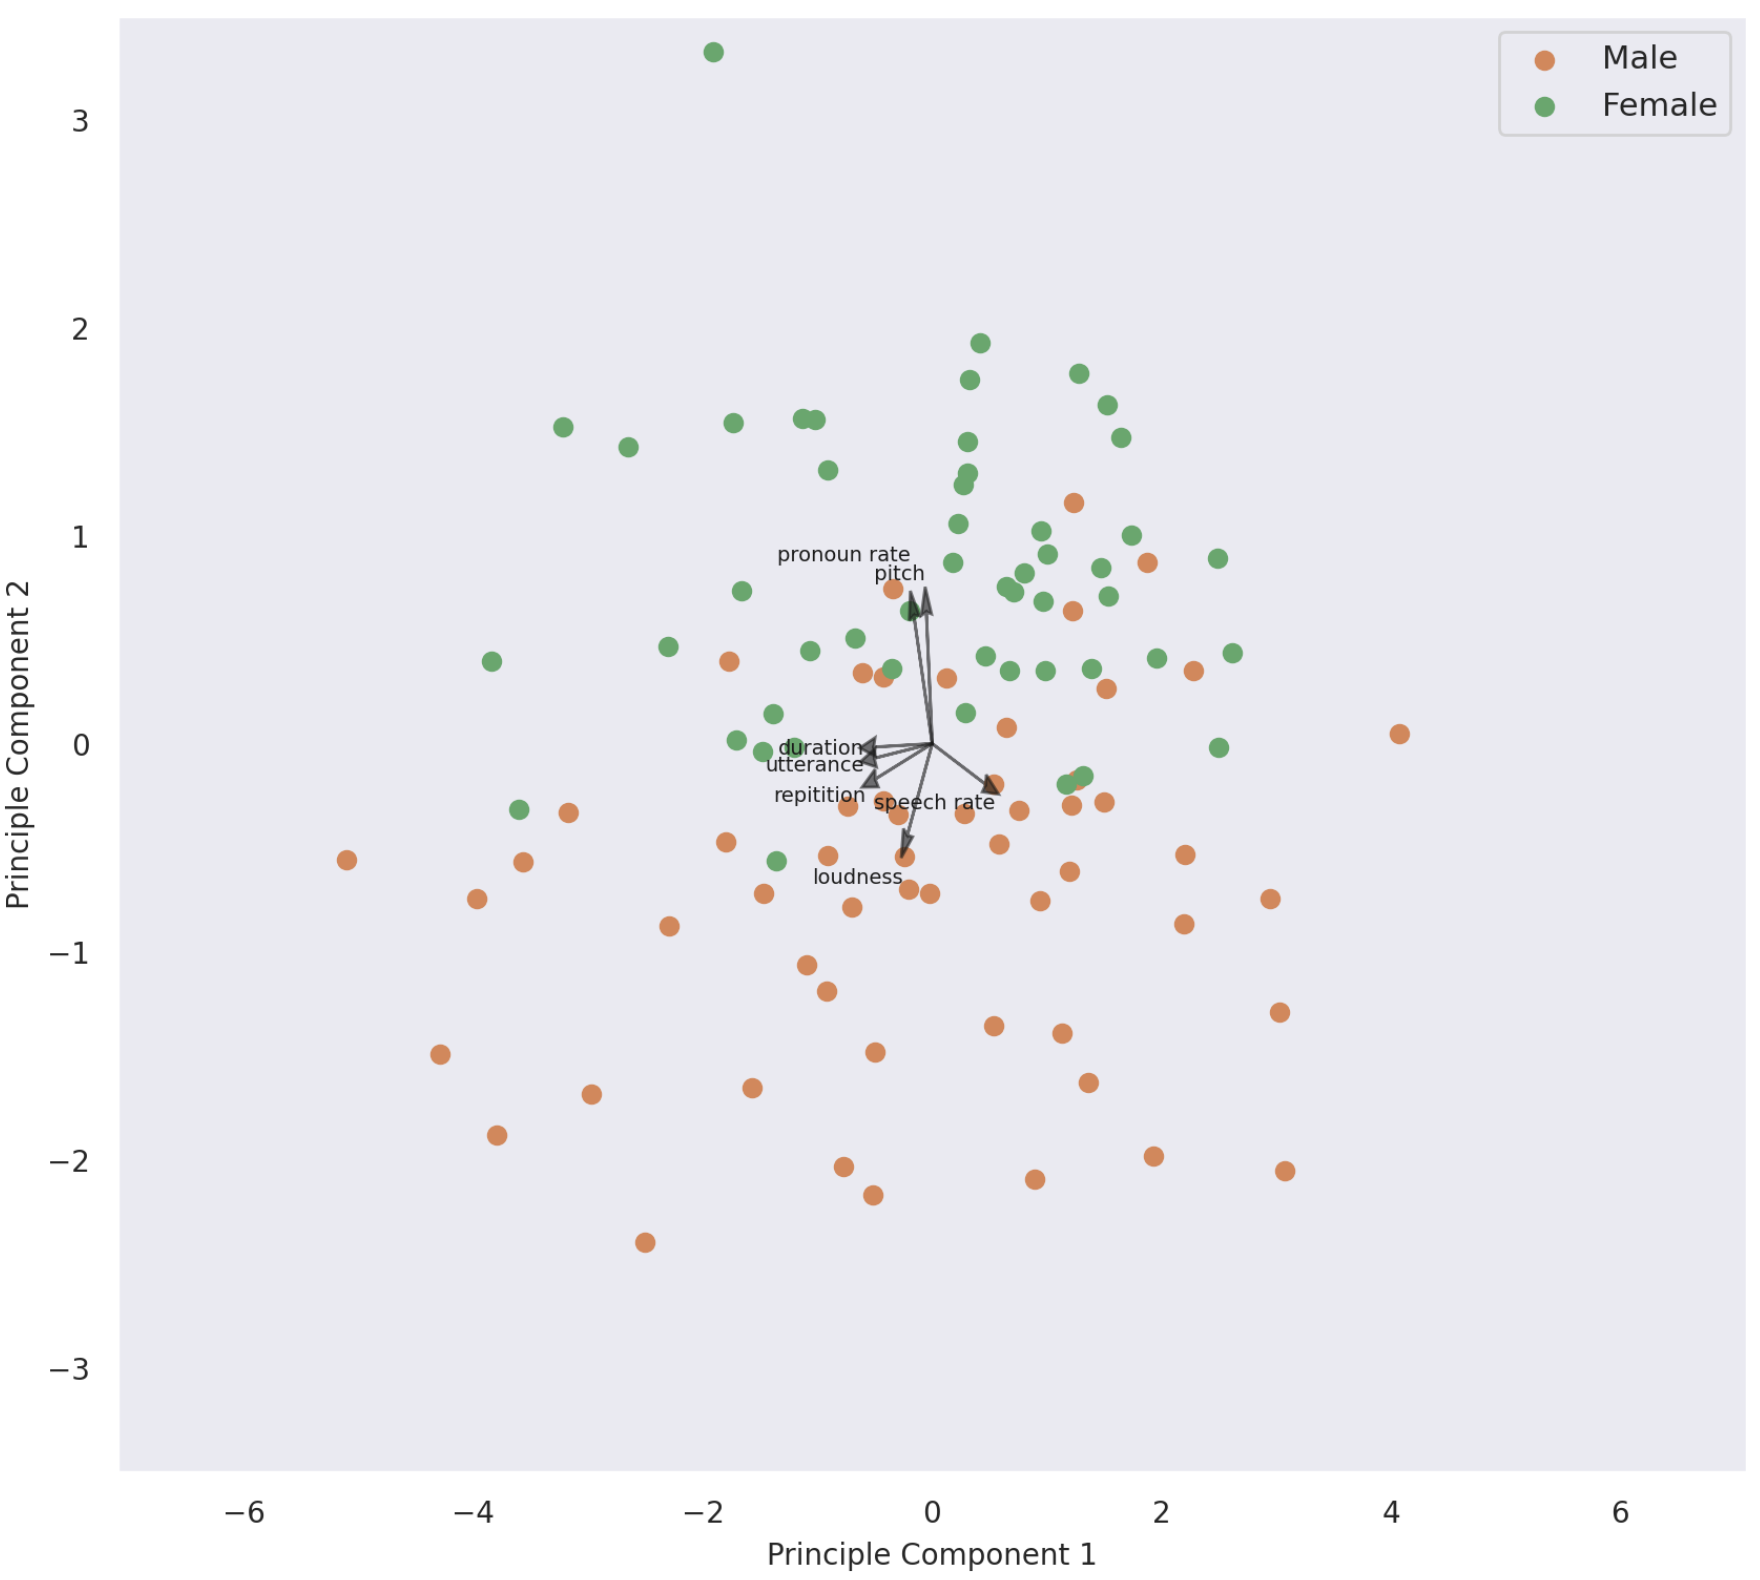 Male
Female
3
2
1
0
−1
−2
−3
Principle Component 2
pronoun rate
pitch
duration
utterance
repitition
speech rate
loudness
−6
−4
−2
0
2
4
6
Principle Component 1